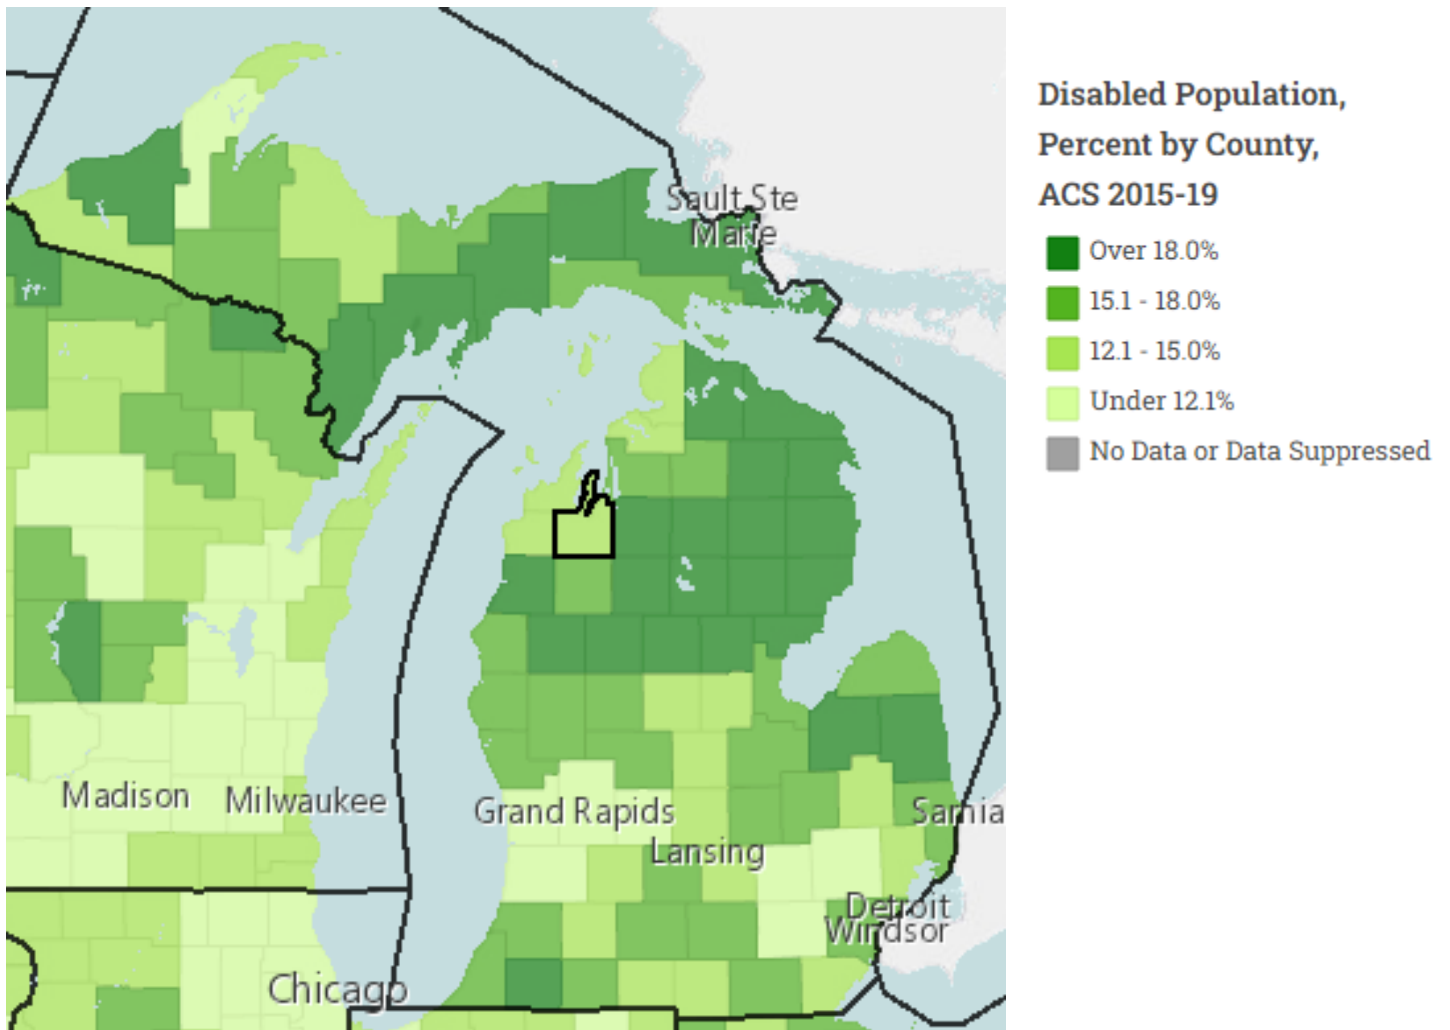 Disabled Population,
Percent by County,
ACS 2015-19
Over 18.0%
15.1 - 18.0%
12.1 - 15.0%
Under 12.1%
No Data or Data Suppressed
Sault Ste
Marie
Madison
Milwaukee
Grand Rapids
Lansing
Sarnia
Detroit
Windsor
Chicago